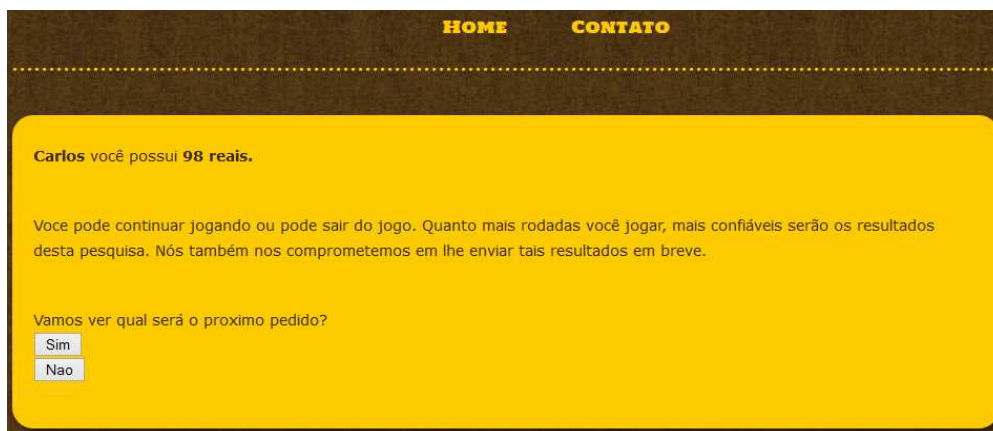 Home Contato
Carlos você possui 98 reais.
Voce pode continuar jogando ou pode sair do jogo. Quanto mais rodadas você jogar, mais confiáveis serão os resultados
desta pesquisa. Nós também nos comprometemos em lhe enviar tais resultados em breve.
Vamos ver qual será o proximo pedido?
Sim
Nao